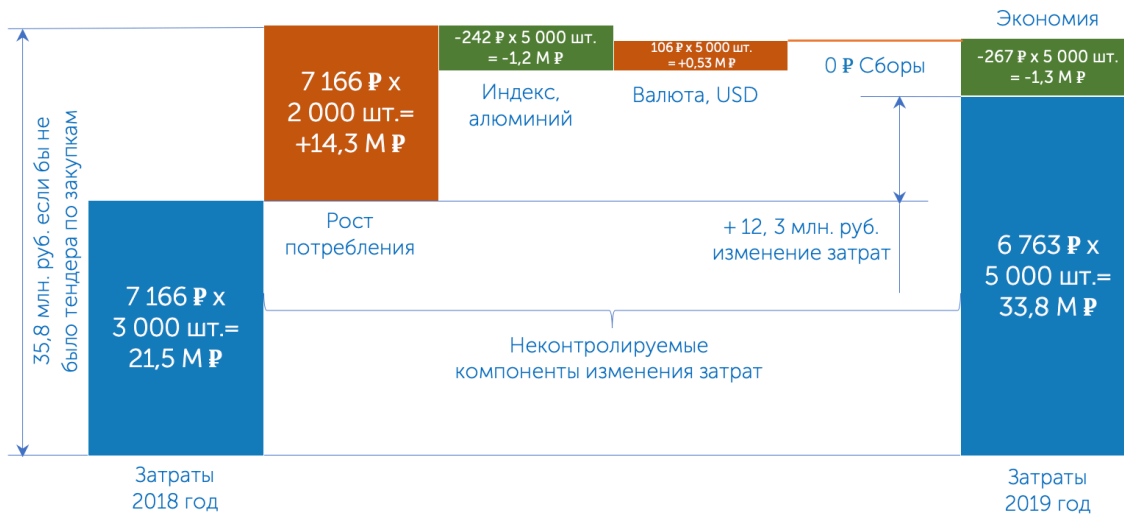 35,8 млн. руб. если бы не
было тендера по закупкам
7 166 ₽ х
3 000 шт.=
21,5 М ₽
Затраты
2018 год
7 166 ₽ х
2 000 шт.=
+14,3 М ₽
Рост
потребления
-242 ₽ х 5 000 шт.
= -1,2 М ₽
Индекс,
алюминий
106 ₽ х 5 000 шт.
= +0,53 М ₽
Валюта, USD
0 ₽ Сборы
+ 12, 3 млн. руб.
изменение затрат
Неконтролируемые
компоненты изменения затрат
Экономия
-267 ₽ х 5 000 шт.
= -1,3 М ₽
6 763 ₽ х
5 000 шт.=
33,8 М ₽
Затраты
2019 год